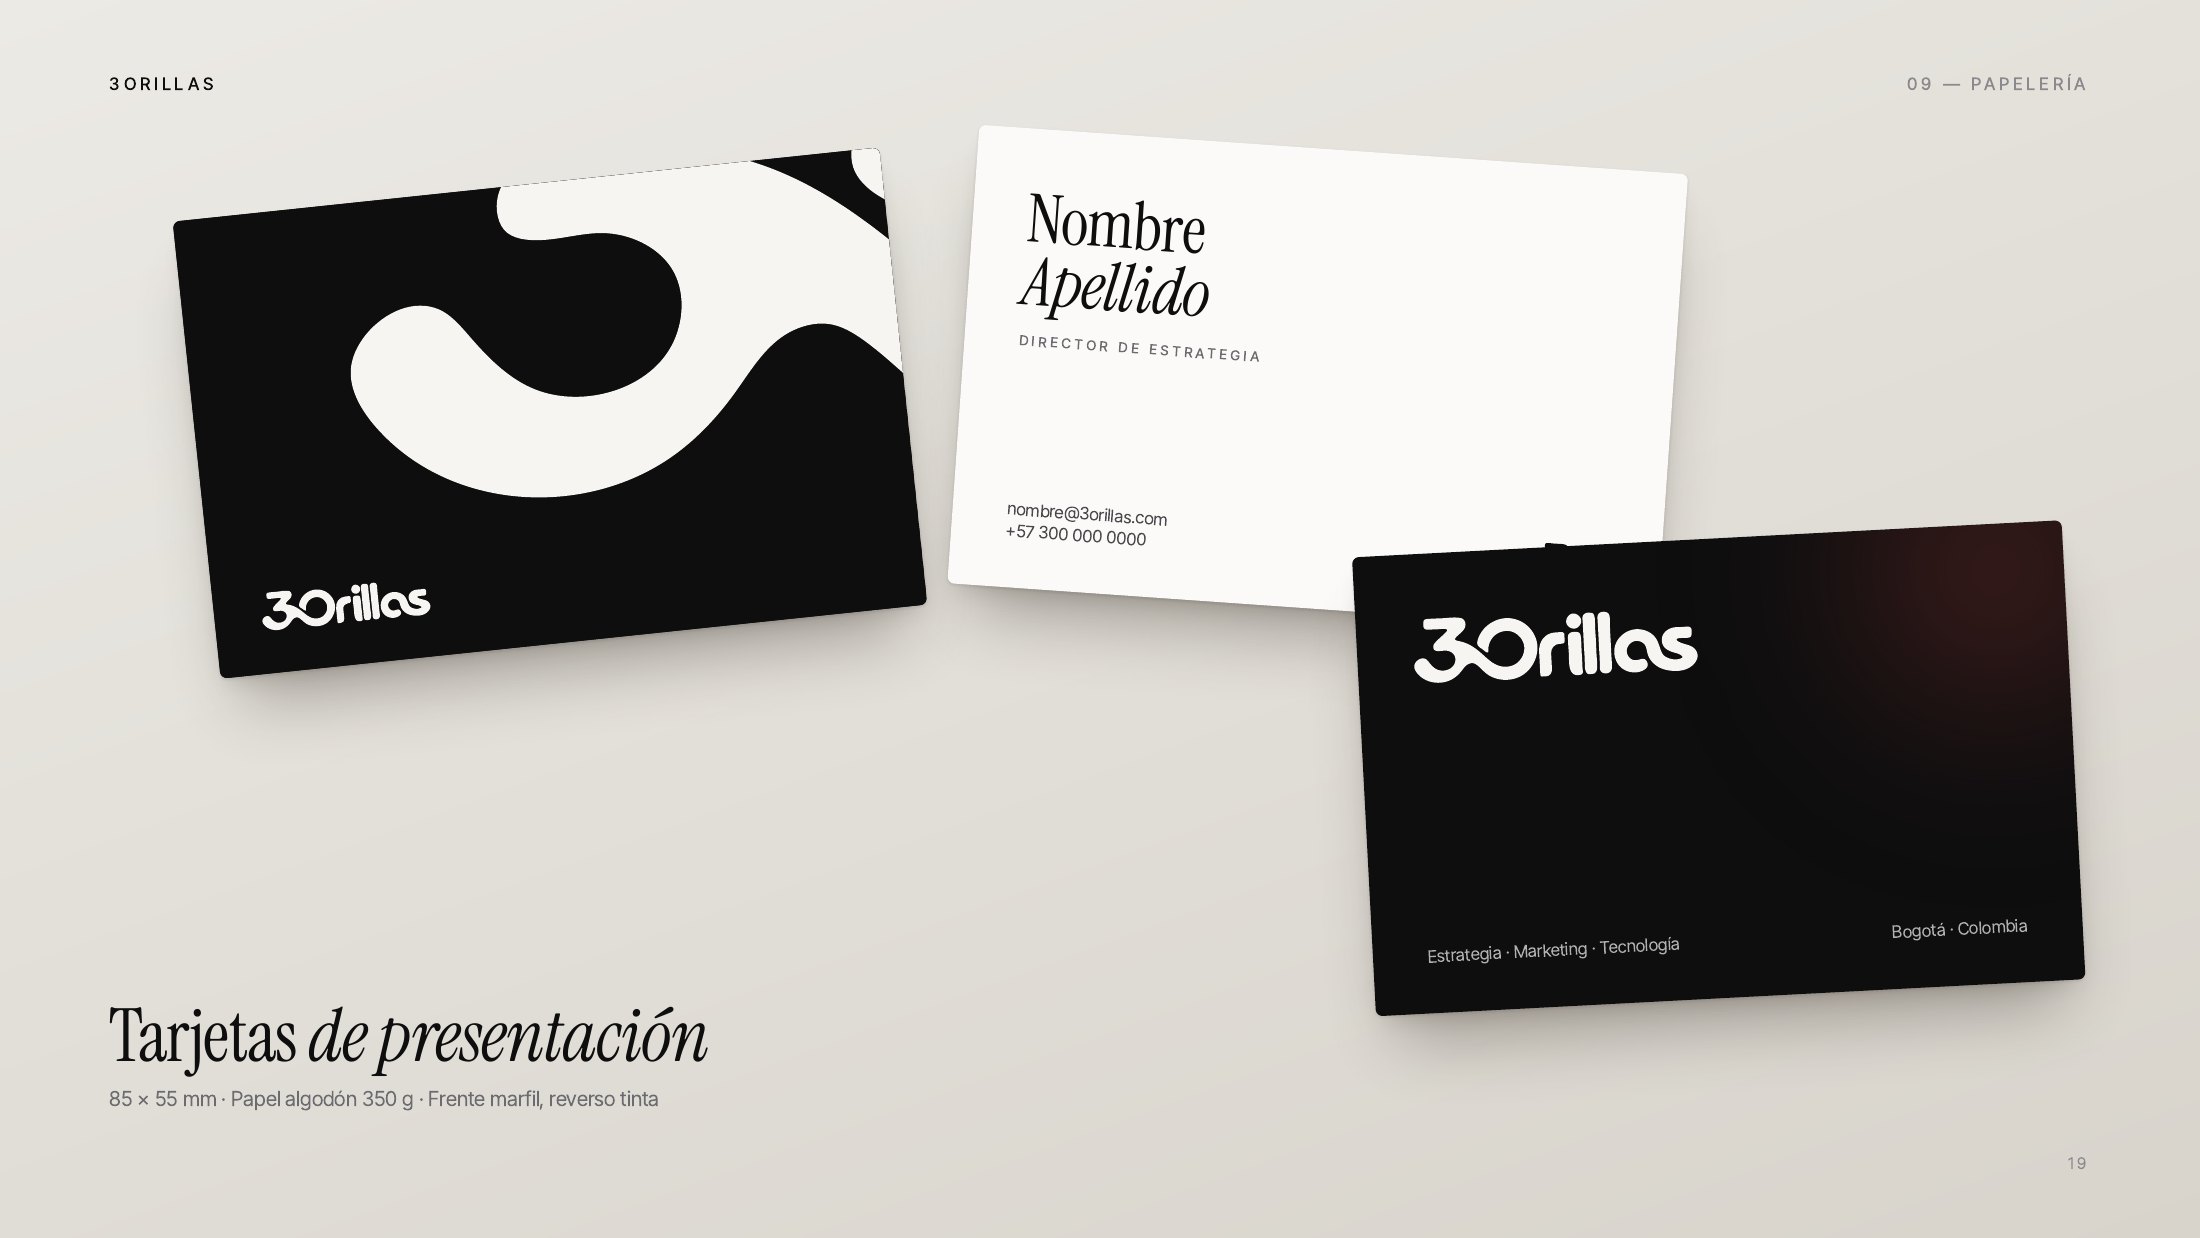 3ORILLAS
09 — PAPELERÍA
3Orillas
Nombre
Apellido
DIRECTOR DE ESTRATEGIA
nombre@3orillas.com
+57 300 000 0000
3Orillas
Estrategia · Marketing · Tecnología
Bogotá · Colombia
Tarjetas de presentación
85 × 55 mm · Papel algodón 350 g · Frente marfil, reverso tinta
19